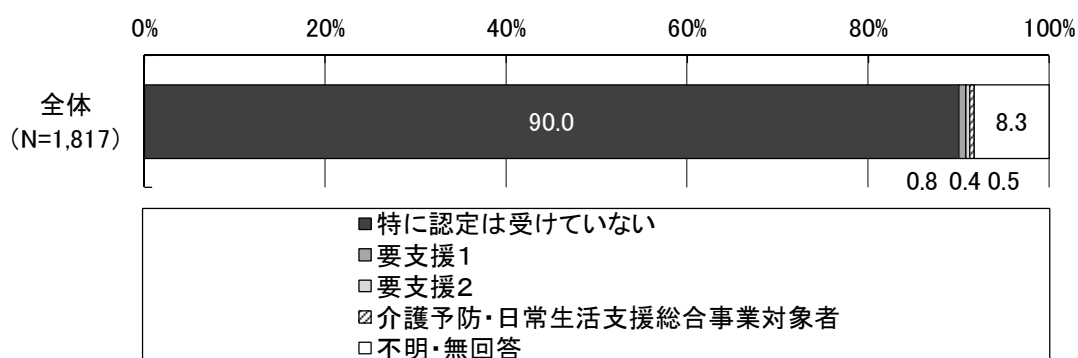 0% 20% 40% 60% 80% 100%
全体
(N=1,817)
90.0 8.3
0.8 0.4 0.5
特に認定は受けていない
要支援1
要支援2
介護予防・日常生活支援総合事業対象者
不明・無回答